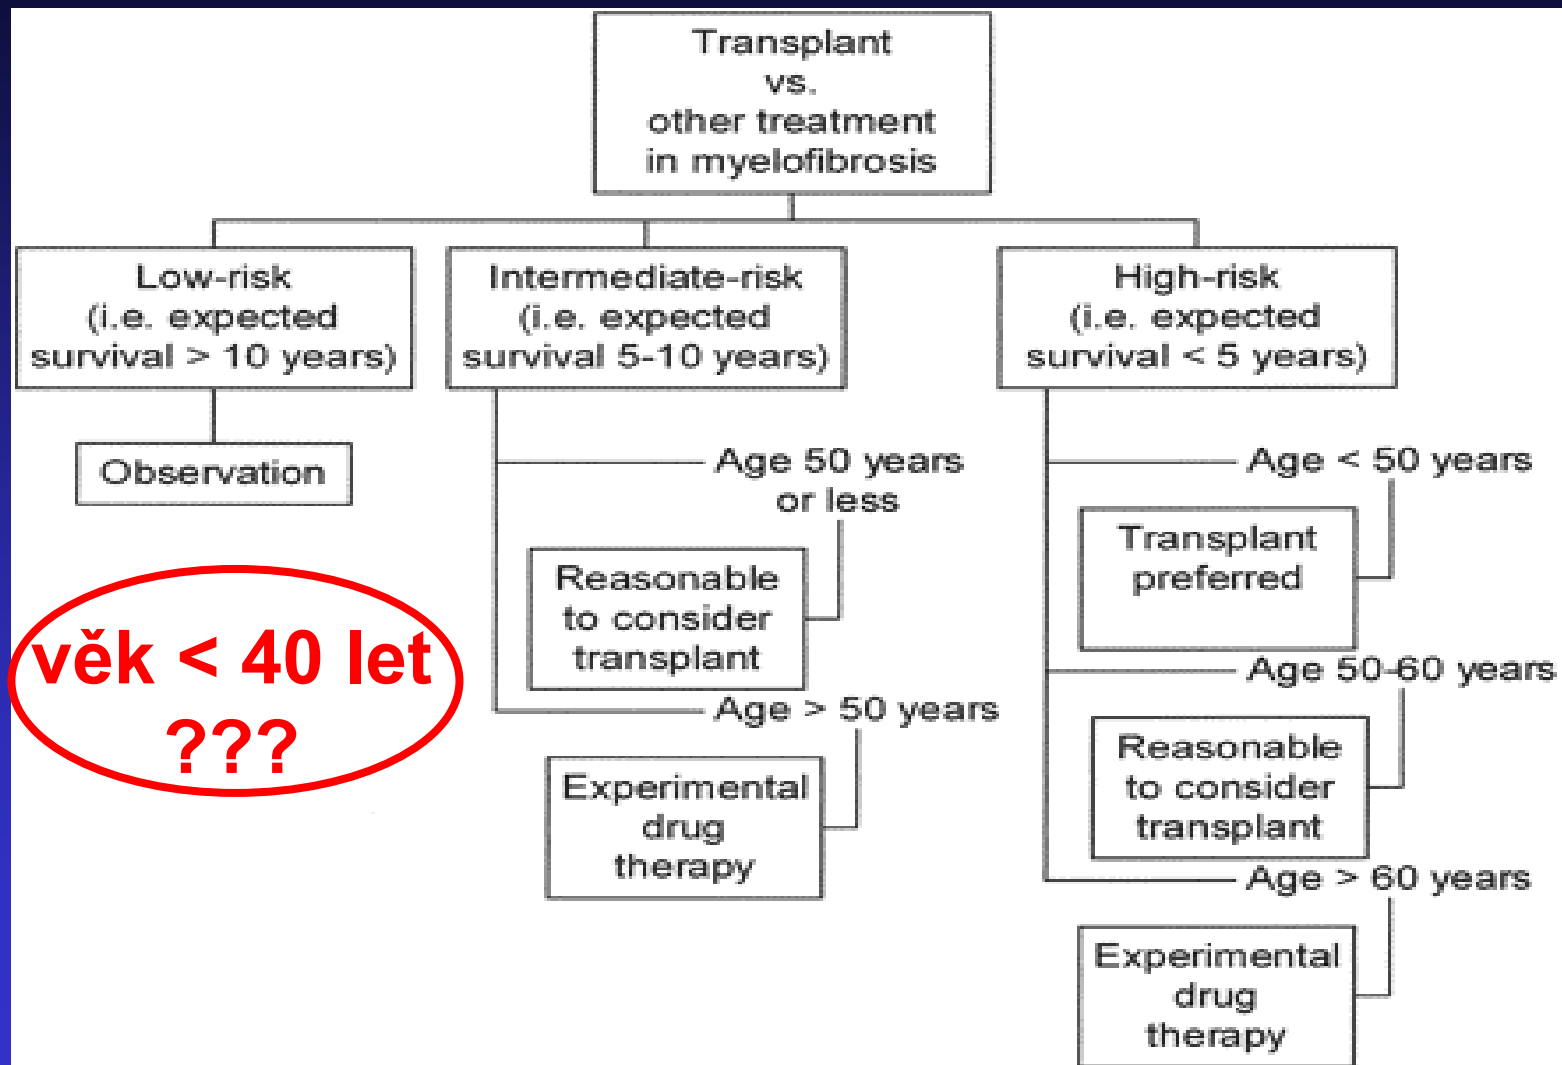 Transplant
vs.
other treatment
in myelofibrosis
Low-risk
(i.e. expected
survival > 10 years)
Observation
věk < 40 let
???
Intermediate-risk
(i.e. expected
survival 5-10 years)
Age 50 years
or less
Reasonable
to consider
transplant
Age > 50 years
Experimental
drug
therapy
High-risk
(i.e. expected
survival < 5 years)
Age < 50 years
Transplant
preferred
Age 50-60 years
Reasonable
to consider
transplant
Age > 60 years
Experimental
drug
therapy